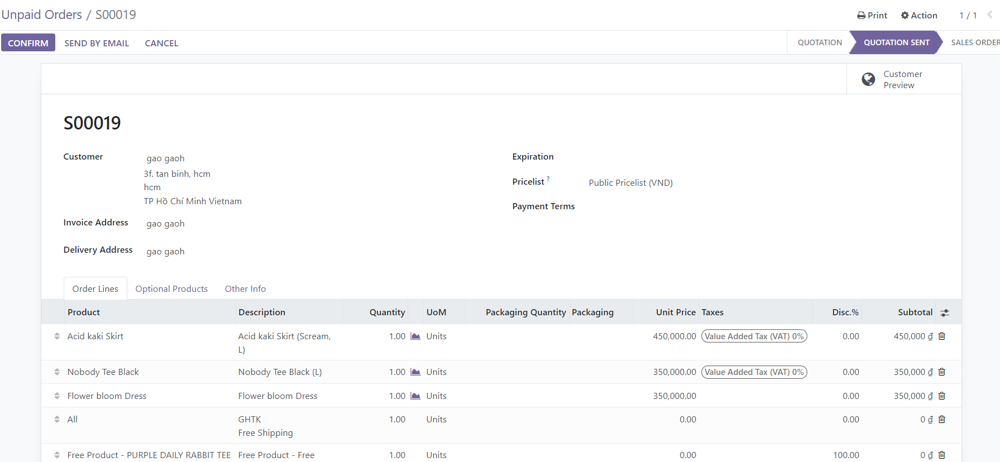 Unpaid Orders / S00019
Print Action 1 / 1
CONFIRM SEND BY EMAIL CANCEL QUOTATION QUOTATION SENT SALES ORDER
Customer
Preview
S00019
Customer gao gaoh
3f. tan binh, hcm
hcm
TP Hồ Chí Minh Vietnam
Invoice Address gao gaoh
Delivery Address gao gaoh
Expiration
Pricelist ? Public Pricelist (VND)
Payment Terms
Order Lines Optional Products Other Info
Product Description Quantity UoM Packaging Quantity Packaging Unit Price Taxes Disc.% Subtotal
Acid kaki Skirt Acid kaki Skirt (Scream, 1.00 Units 450,000.00 Value Added Tax (VAT) 0% 0.00 450,000 ₫
L)
Nobody Tee Black Nobody Tee Black (L) 1.00 Units 350,000.00 Value Added Tax (VAT) 0% 0.00 350,000 ₫
Flower bloom Dress Flower bloom Dress 1.00 Units 350,000.00 0.00 350,000 ₫
All GHTK 1.00 Units 0.00 0.00 0 ₫
Free Shipping
Free Product - PURPLE DAILY RABBIT TEE Free Product - Free 1.00 Units 0.00 100.00 0 ₫